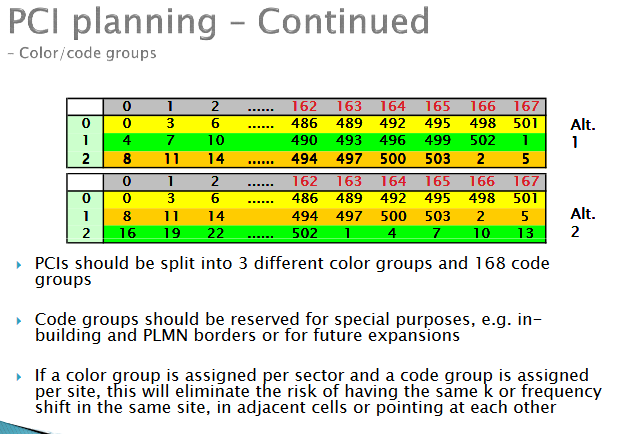 PCI planning – Continued
– Color/code groups
0 1 2 ...... 162 163 164 165 166 167
0 0 3 6 ...... 486 489 492 495 498 501
1 4 7 10 490 493 496 499 502 1
2 8 11 14 ...... 494 497 500 503 2 5
Alt.
1
0 1 2 ...... 162 163 164 165 166 167
0 0 3 6 ...... 486 489 492 495 498 501
1 8 11 14 494 497 500 503 2 5
2 16 19 22 ...... 502 1 4 7 10 13
Alt.
2
PCIs should be split into 3 different color groups and 168 code
groups
Code groups should be reserved for special purposes, e.g. in-
building and PLMN borders or for future expansions
If a color group is assigned per sector and a code group is assigned
per site, this will eliminate the risk of having the same k or frequency
shift in the same site, in adjacent cells or pointing at each other